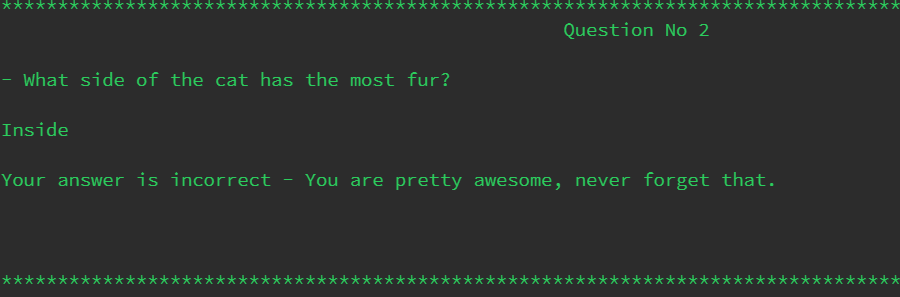 ********************************************************************************
Question No 2
- What side of the cat has the most fur?
Inside
Your answer is incorrect - You are pretty awesome, never forget that.
********************************************************************************